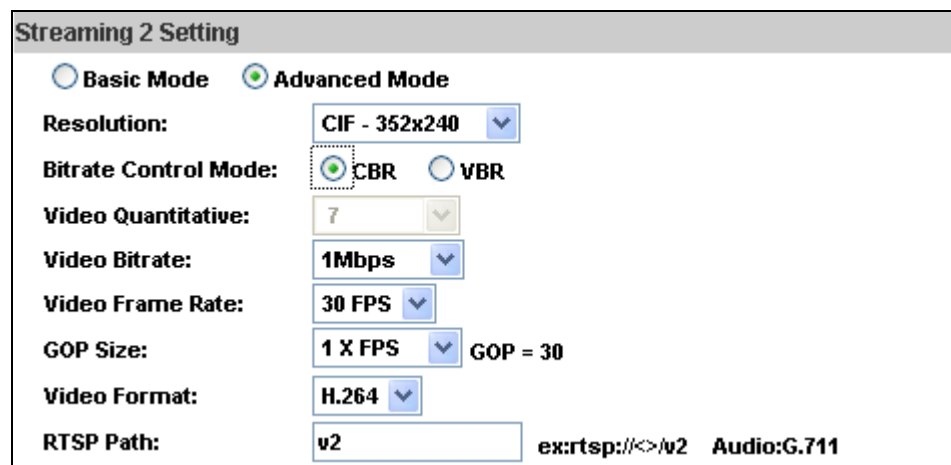 Streaming 2 Setting
Basic Mode Advanced Mode
Resolution: CIF - 352x240
Bitrate Control Mode: CBR VBR
Video Quantitative: 7
Video Bitrate: 1Mbps
Video Frame Rate: 30 FPS
GOP Size: 1 X FPS GOP = 30
Video Format: H.264
RTSP Path: v2 ex:rtsp://<>/v2 Audio:G.711